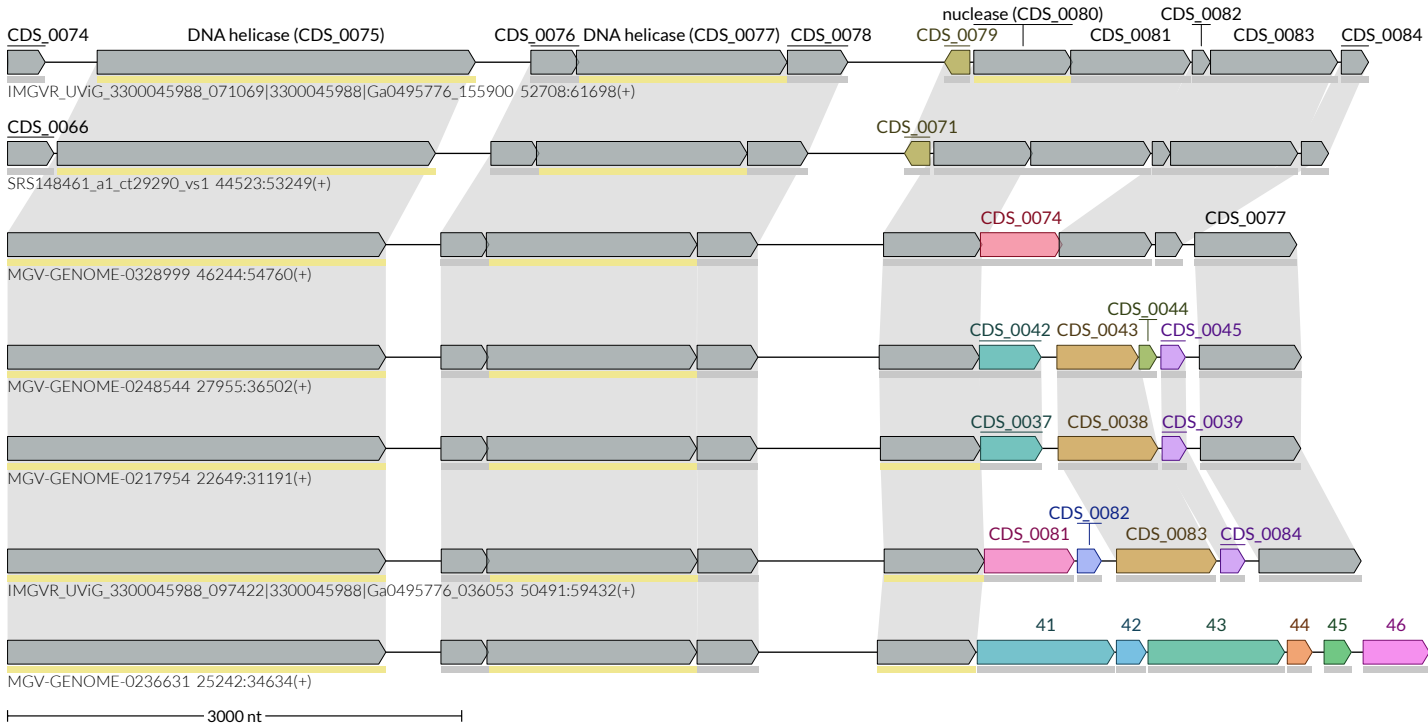 nuclease (CDS_0080) CDS_0082
CDS_0074 DNA helicase (CDS_0075) CDS_0076 DNA helicase (CDS_0077) CDS_0078 CDS_0079 CDS_0081 CDS_0083 CDS_0084
IMGVR_UViG_3300045988_071069|3300045988|Ga0495776_155900 52708:61698(+)
CDS_0066 CDS_0071
SRS148461_a1_ct29290_vs1 44523:53249(+)
CDS_0074 CDS_0077
MGV-GENOME-0328999 46244:54760(+)
CDS_0044
CDS_0042 CDS_0043 CDS_0045
MGV-GENOME-0248544 27955:36502(+)
CDS_0037 CDS_0038 CDS_0039
MGV-GENOME-0217954 22649:31191(+)
CDS_0082
CDS_0081 CDS_0083 CDS_0084
IMGVR_UViG_3300045988_097422|3300045988|Ga0495776_036053 50491:59432(+)
41 42 43 44 45 46
MGV-GENOME-0236631 25242:34634(+)
3000 nt